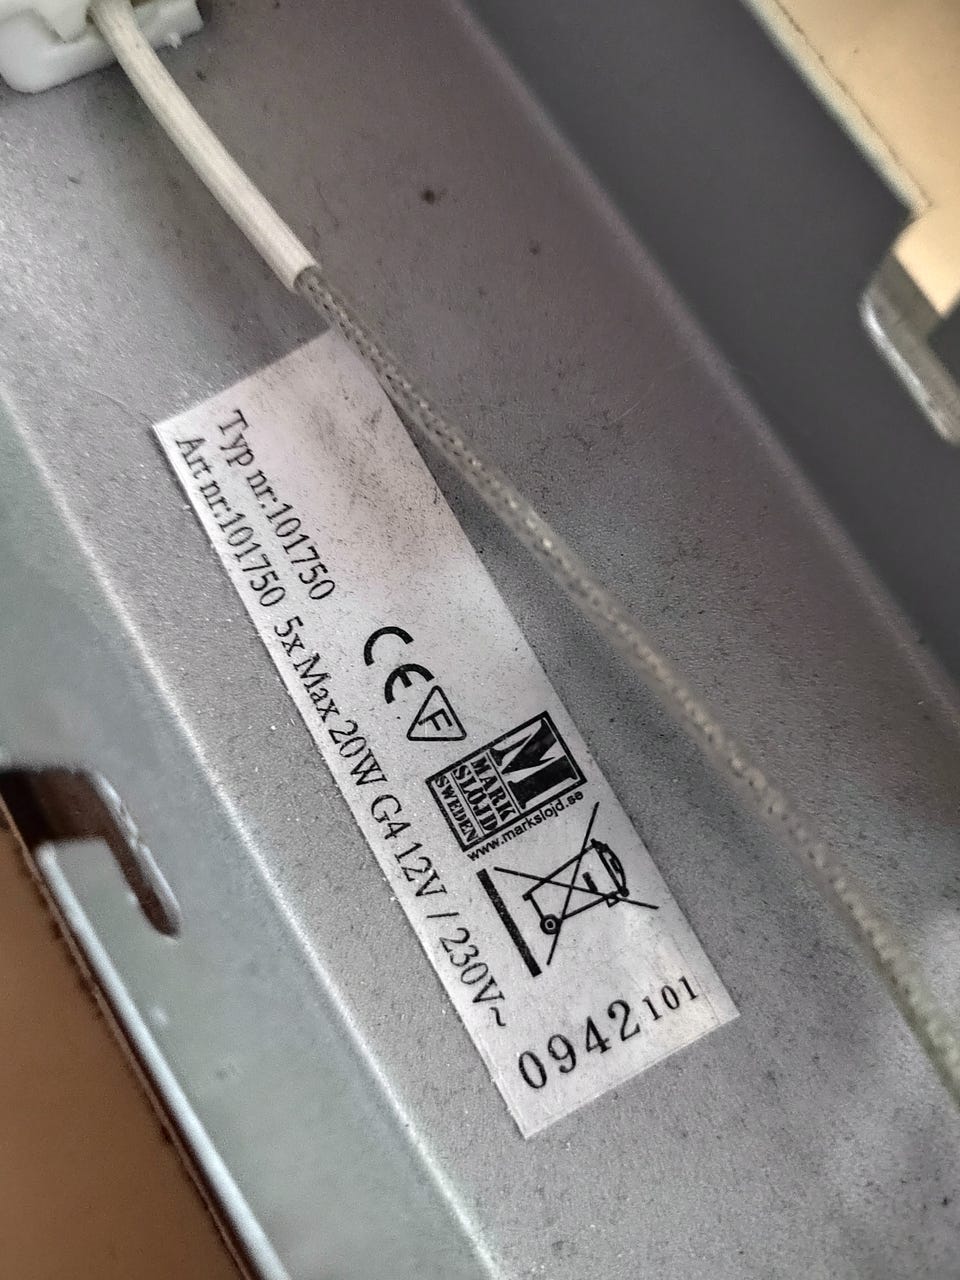 Typ nr:101750
Art nr:101750 5x Max 20W G4 12V / 230V~
CE
F
M
MARK
SLÖJD
SWEDEN
www.markslojd.se
0942101